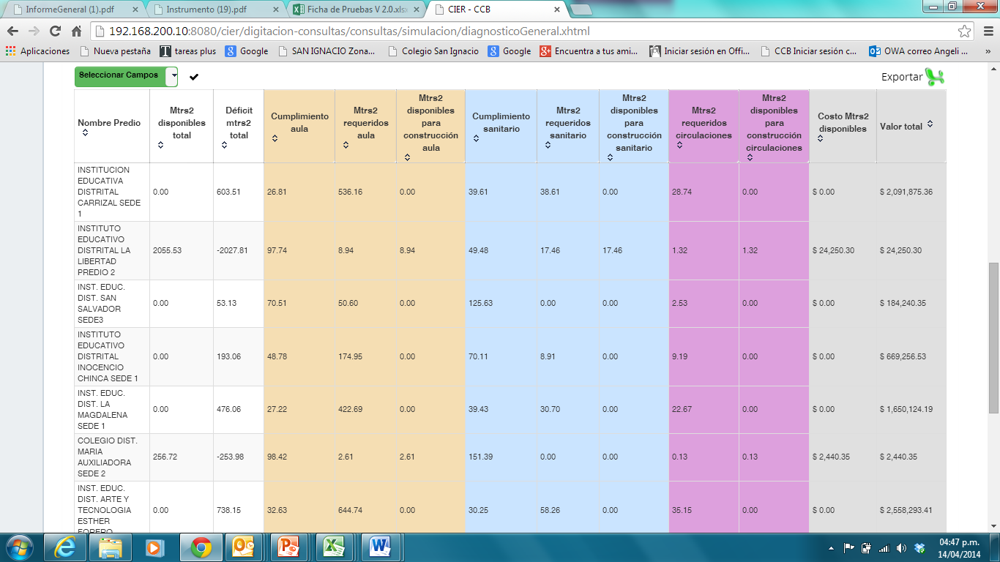 InformeGeneral (1).pdf
Instrumento (19).pdf
Ficha de Pruebas V 2.0.xlsx
CIER - CCB
192.168.200.10:8080/cier/digitacion-consultas/consultas/simulacion/diagnosticoGeneral.xhtml
Aplicaciones
Nueva pestaña
tareas plus
Google
SAN IGNACIO Zona...
Colegio San Ignacio
Google
Encuentra a tus ami...
Iniciar sesión en Offi...
CCB Iniciar sesión c...
OWA correo Angeli ...
»
Seleccionar Campos
Exportar
Nombre Predio
Mtrs2
disponibles
total
Déficit
mtrs2
total
Cumplimiento
aula
Mtrs2
requeridos
aula
Mtrs2
disponibles
para
construcción
aula
Cumplimiento
sanitario
Mtrs2
requeridos
sanitario
Mtrs2
disponibles
para
construcción
sanitario
Mtrs2
requeridos
circulaciones
Mtrs2
disponibles
para
construcción
circulaciones
Costo Mtrs2
disponibles
Valor total
INSTITUCION
EDUCATIVA
DISTRITAL
CARRIZAL SEDE
1
0.00
603.51
26.81
536.16
0.00
39.61
38.61
0.00
28.74
0.00
$ 0.00
$ 2,091,875.36
INSTITUTO
EDUCATIVO
DISTRITAL LA
LIBERTAD
PREDIO 2
2055.53
-2027.81
97.74
8.94
8.94
49.48
17.46
17.46
1.32
1.32
$ 24,250.30
$ 24,250.30
INST. EDUC.
DIST. SAN
SALVADOR
SEDE3
0.00
53.13
70.51
50.60
0.00
125.63
0.00
0.00
2.53
0.00
$ 0.00
$ 184,240.35
INSTITUTO
EDUCATIVO
DISTRITAL
INOCENCIO
CHINCA SEDE 1
0.00
193.06
48.78
174.95
0.00
70.11
8.91
0.00
9.19
0.00
$ 0.00
$ 669,256.53
INST. EDUC.
DIST. LA
MAGDALENA
SEDE 1
0.00
476.06
27.22
422.69
0.00
39.43
30.70
0.00
22.67
0.00
$ 0.00
$ 1,650,124.19
COLEGIO DIST.
MARIA
AUXILIADORA
SEDE 2
256.72
-253.98
98.42
2.61
2.61
151.39
0.00
0.00
0.13
0.13
$ 2,440.35
$ 2,440.35
INST. EDUC.
DIST. ARTE Y
TECNOLOGIA
ESTHER
FORERO
0.00
738.15
32.63
644.74
0.00
30.25
58.26
0.00
35.15
0.00
$ 0.00
$ 2,558,293.41
04:47 p.m.
14/04/2014